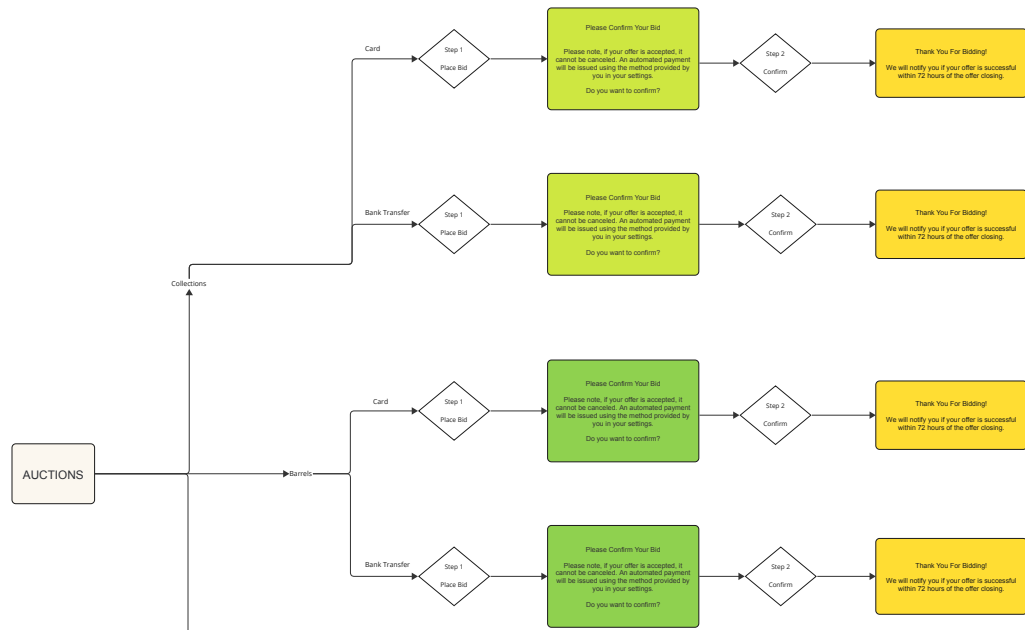 Card
Step 1
Place Bid
Please Confirm Your Bid
Please note, if your offer is accepted, it
cannot be canceled. An automated payment
will be issued using the method provided by
you in your settings.
Do you want to confirm?
Step 2
Confirm
Thank You For Bidding!
We will notify you if your offer is successful
within 72 hours of the offer closing.
Bank Transfer
Step 1
Place Bid
Please Confirm Your Bid
Please note, if your offer is accepted, it
cannot be canceled. An automated payment
will be issued using the method provided by
you in your settings.
Do you want to confirm?
Step 2
Confirm
Thank You For Bidding!
We will notify you if your offer is successful
within 72 hours of the offer closing.
Collections
Card
Step 1
Place Bid
Please Confirm Your Bid
Please note, if your offer is accepted, it
cannot be canceled. An automated payment
will be issued using the method provided by
you in your settings.
Do you want to confirm?
Step 2
Confirm
Thank You For Bidding!
We will notify you if your offer is successful
within 72 hours of the offer closing.
AUCTIONS
Barrels
Bank Transfer
Step 1
Place Bid
Please Confirm Your Bid
Please note, if your offer is accepted, it
cannot be canceled. An automated payment
will be issued using the method provided by
you in your settings.
Do you want to confirm?
Step 2
Confirm
Thank You For Bidding!
We will notify you if your offer is successful
within 72 hours of the offer closing.